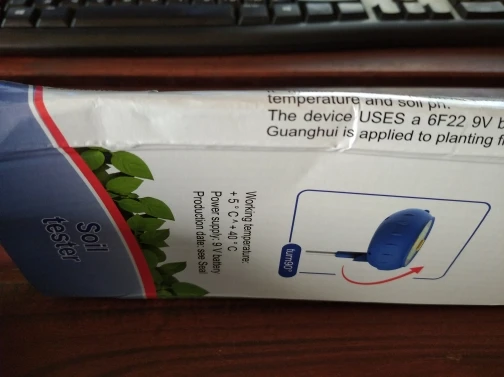 temperature and soil pH.
The device USES a 6F22 9V
Guanghui is applied to planting
Working temperature:
+5°C^+40°C
Power supply: 9V battery
Production date: see Seal
turn90°
Soil
tester